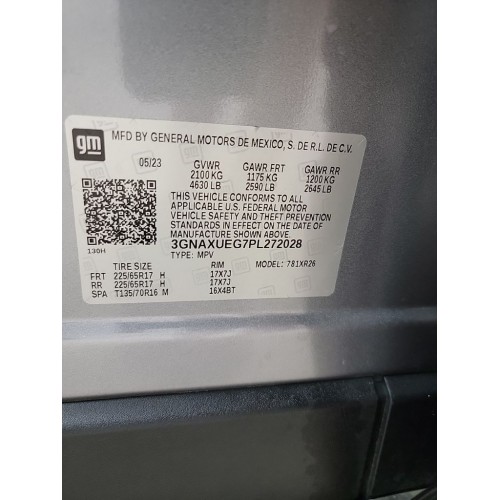 gm
MFD BY GENERAL MOTORS DE MEXICO, S. DE R.L. DE C.V.
05/23 GVWR GAWR FRT GAWR RR
2100 KG 1175 KG 1200 KG
4630 LB 2590 LB 2645 LB
THIS VEHICLE CONFORMS TO ALL
APPLICABLE U.S. FEDERAL MOTOR
VEHICLE SAFETY AND THEFT PREVENTION
STANDARDS IN EFFECT ON THE DATE OF
MANUFACTURE SHOWN ABOVE.
3GNAXUEG7PL272028
130H
TYPE: MPV MODEL: 781XR26
TIRE SIZE RIM
FRT 225/65R17 H 17X7J
RR 225/65R17 H 17X7J
SPA T135/70R16 M 16X4BT